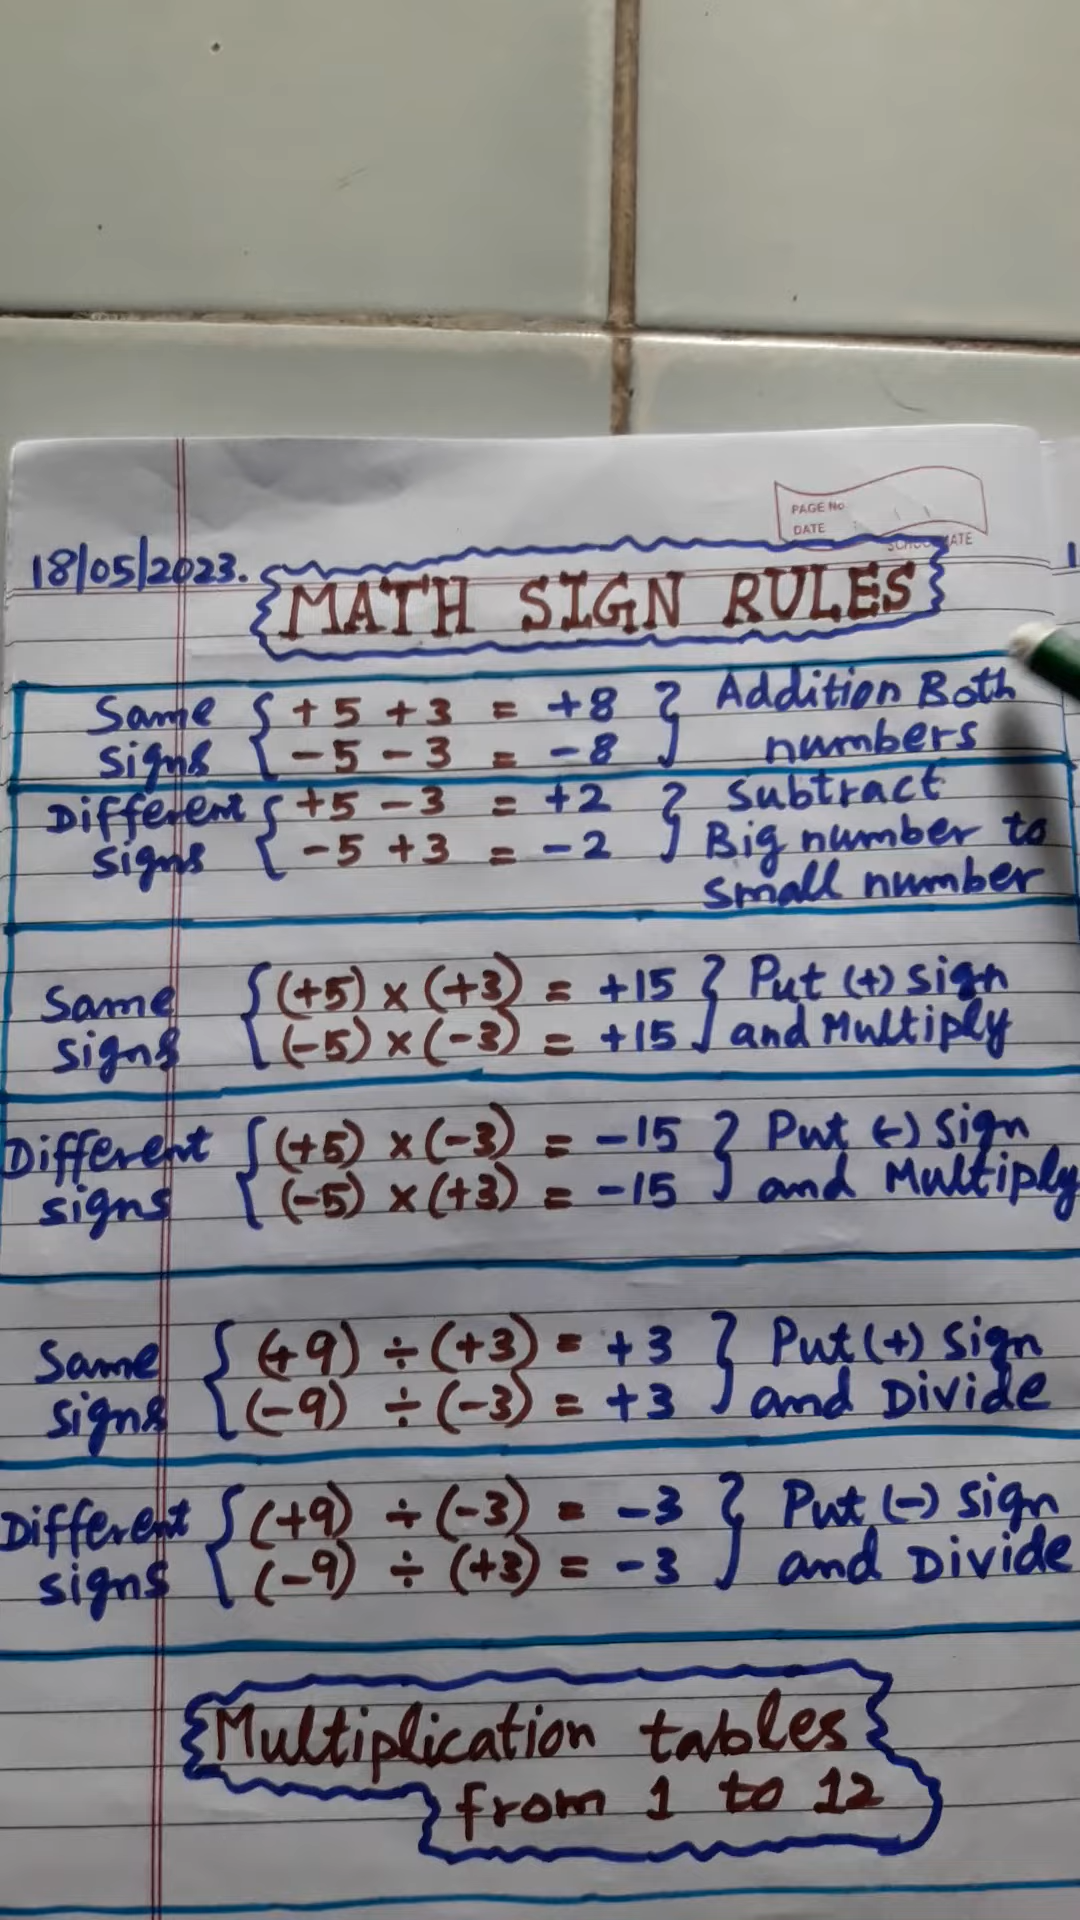 PAGE No
DATE
18/05/2023.
MATH SIGN RULES
Same signs { +5 +3 = +8 } Addition Both numbers
-5 -3 = -8
Different signs { +5 -3 = +2 } Subtract Big number to small number
-5 +3 = -2
Same signs { (+5) × (+3) = +15 } Put (+) sign and Multiply
(-5) × (-3) = +15
Different signs { (+5) × (-3) = -15 } Put (-) sign and Multiply
(-5) × (+3) = -15
Same signs { (+9) ÷ (+3) = +3 } Put (+) sign and Divide
(-9) ÷ (-3) = +3
Different signs { (+9) ÷ (-3) = -3 } Put (-) sign and Divide
(-9) ÷ (+3) = -3
Multiplication tables
from 1 to 12